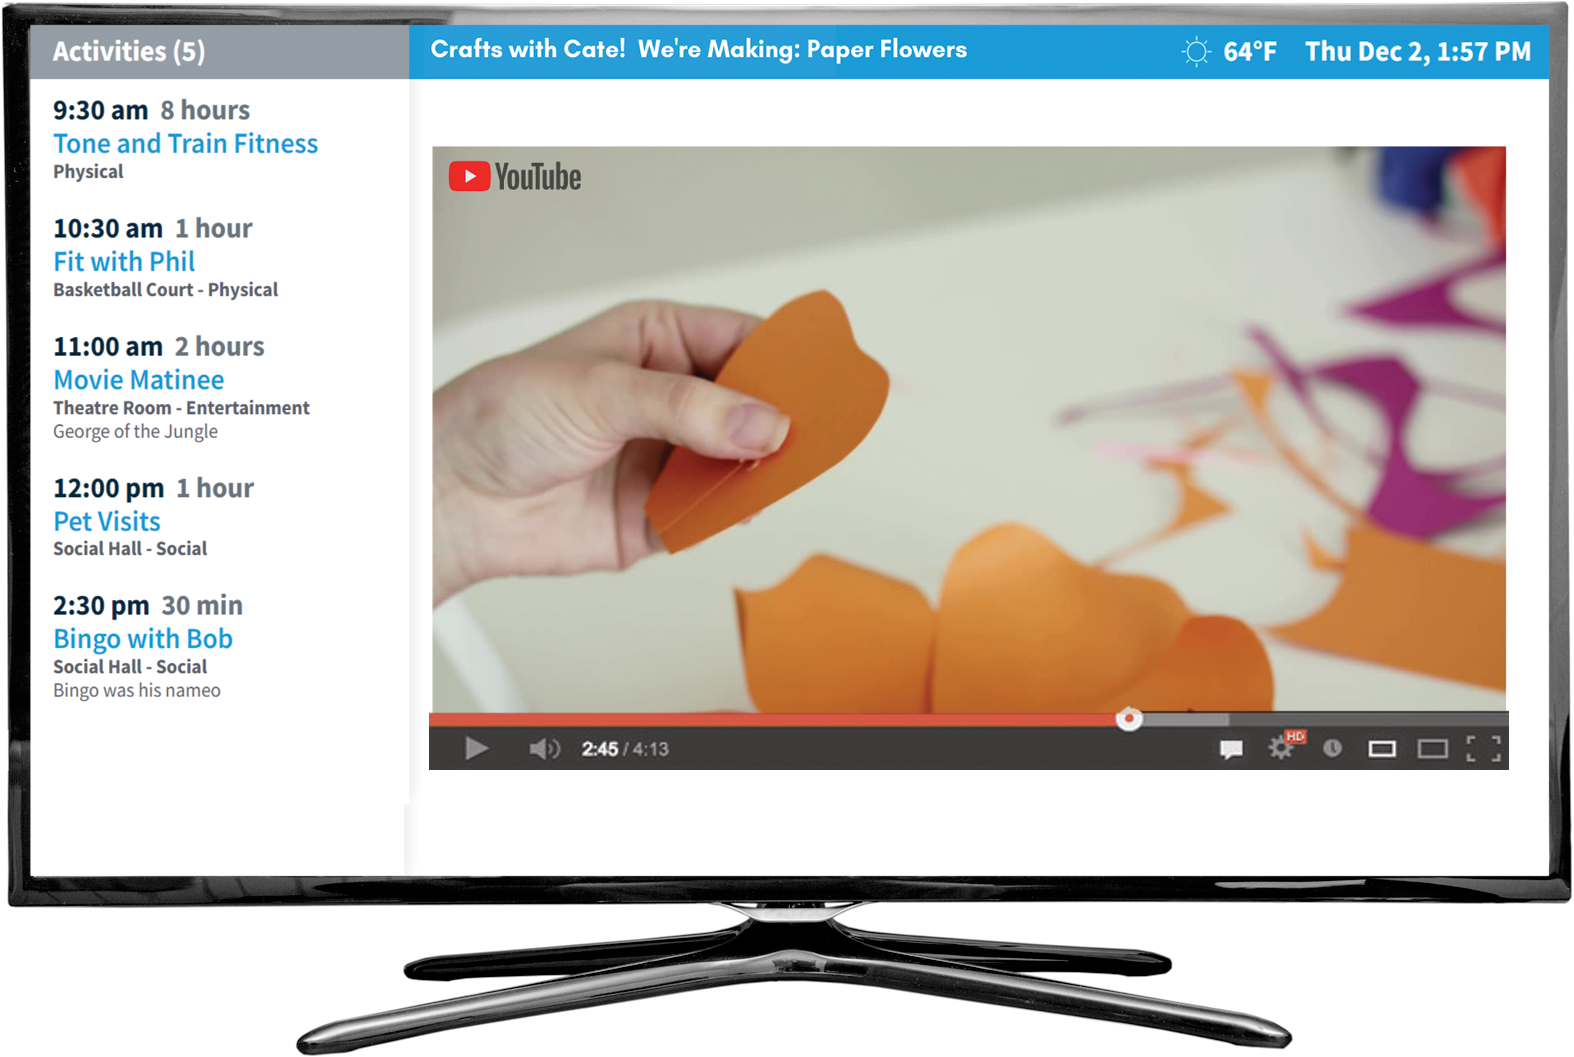 Activities (5)
Crafts with Cate!  We're Making: Paper Flowers
64°F
Thu Dec 2, 1:57 PM
9:30 am 8 hours
Tone and Train Fitness
Physical
10:30 am 1 hour
Fit with Phil
Basketball Court - Physical
11:00 am 2 hours
Movie Matinee
Theatre Room - Entertainment
George of the Jungle
12:00 pm 1 hour
Pet Visits
Social Hall - Social
2:30 pm 30 min
Bingo with Bob
Social Hall - Social
Bingo was his nameo
YouTube
2:45 / 4:13
HD